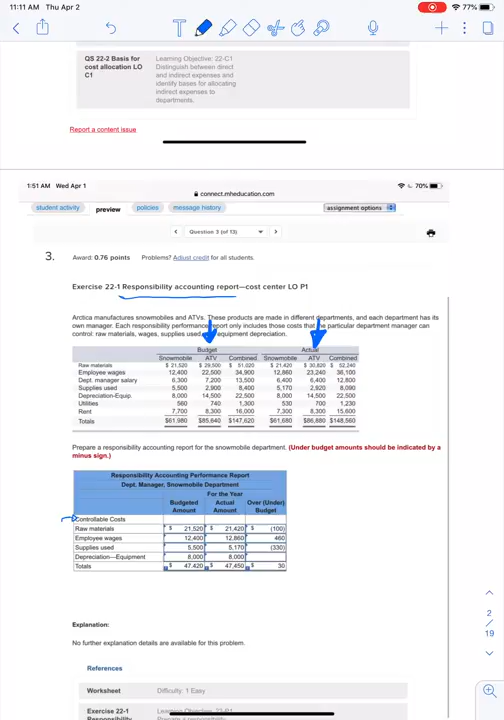 11:11 AM Thu Apr 2
77%
QS 22-2 Basis for cost allocation LO C1
Learning Objective: 22-C1
Distinguish between direct and indirect expenses and identify bases for allocating indirect expenses to departments.
Report a content issue
1:51 AM Wed Apr 1
70%
connect.mheducation.com
student activity preview policies message history assignment options
Question 3 (of 13)
3. Award: 0.76 points Problems? Adjust credit for all students.
Exercise 22-1 Responsibility accounting report—cost center LO P1
Arctica manufactures snowmobiles and ATVs. These products are made in different departments, and each department has its
own manager. Each responsibility performance report only includes those costs that the particular department manager can
control: raw materials, wages, supplies used, equipment depreciation.
Budget Actual
Snowmobile ATV Combined Snowmobile ATV Combined
Raw materials $ 21,520 $ 29,500 $ 51,020 $ 21,420 $ 30,820 $ 52,240
Employee wages 12,400 22,500 34,900 12,860 23,240 36,100
Dept. manager salary 6,300 7,200 13,500 6,400 6,400 12,800
Supplies used 5,500 2,900 8,400 5,170 2,920 8,090
Depreciation-Equip. 8,000 14,500 22,500 8,000 14,500 22,500
Utilities 560 740 1,300 530 700 1,230
Rent 7,700 8,300 16,000 7,300 8,300 15,600
Totals $61,980 $85,640 $147,620 $61,680 $86,880 $148,560
Prepare a responsibility accounting report for the snowmobile department. (Under budget amounts should be indicated by a
minus sign.)
Responsibility Accounting Performance Report
Dept. Manager, Snowmobile Department
For the Year
Budgeted Amount Actual Amount Over (Under) Budget
Controllable Costs
Raw materials $ 21,520 $ 21,420 $ (100)
Employee wages 12,400 12,860 460
Supplies used 5,500 5,170 (330)
Depreciation—Equipment 8,000 8,000
Totals $ 47,420 $ 47,450 $ 30
Explanation:
No further explanation details are available for this problem.
References
Worksheet Difficulty: 1 Easy
Exercise 22-1
Responsibility
2
/
19